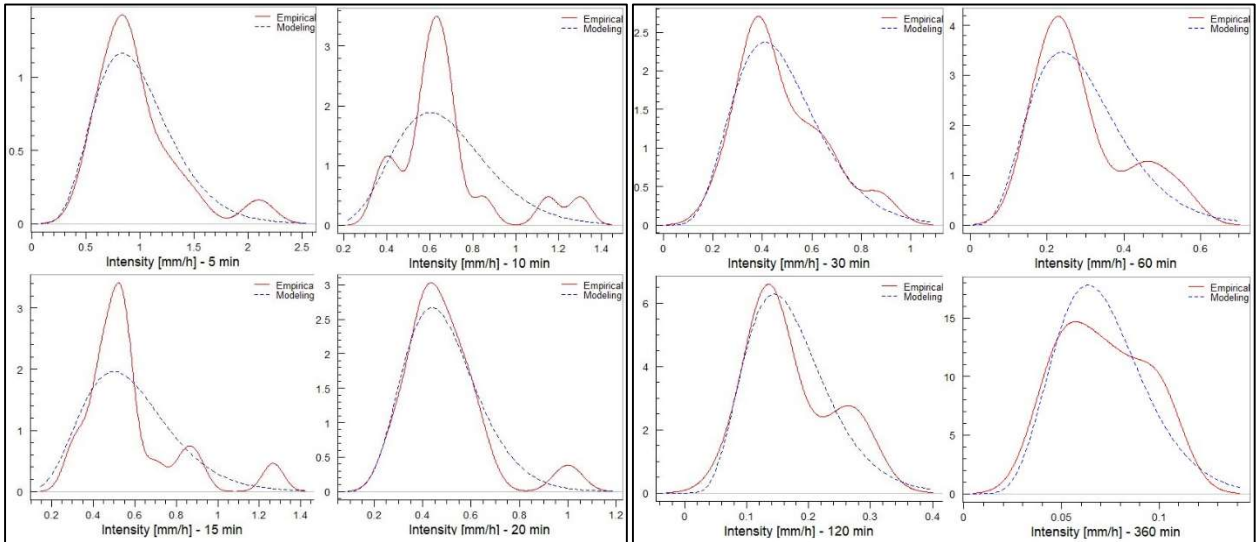 Empirical
Modeling
1
0.5
0
0 0.5 1 1.5 2 2.5
Intensity [mm/h] - 5 min
Empirical
Modeling
3
2
1
0
0.2 0.4 0.6 0.8 1 1.2 1.4
Intensity [mm/h] - 10 min
Empirical
Modeling
2.5
2
1.5
1
0.5
0
0 0.2 0.4 0.6 0.8 1
Intensity [mm/h] - 30 min
Empirical
Modeling
4
3
2
1
0
0 0.2 0.4 0.6
Intensity [mm/h] - 60 min
Empirical
Modeling
3
2
1
0
0.2 0.4 0.6 0.8 1 1.2 1.4
Intensity [mm/h] - 15 min
Empirical
Modeling
3
2.5
2
1.5
1
0.5
0
0.2 0.4 0.6 0.8 1 1.2
Intensity [mm/h] - 20 min
Empirical
Modeling
6
4
2
0
0 0.1 0.2 0.3 0.4
Intensity [mm/h] - 120 min
Empirical
Modeling
15
10
5
0
0 0.05 0.1
Intensity [mm/h] - 360 min